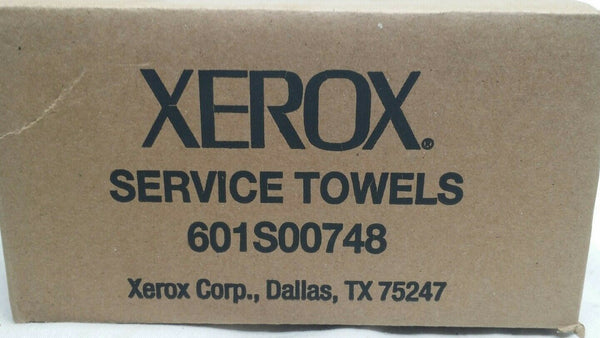 XEROX®
SERVICE TOWELS
601S00748
Xerox Corp., Dallas, TX 75247